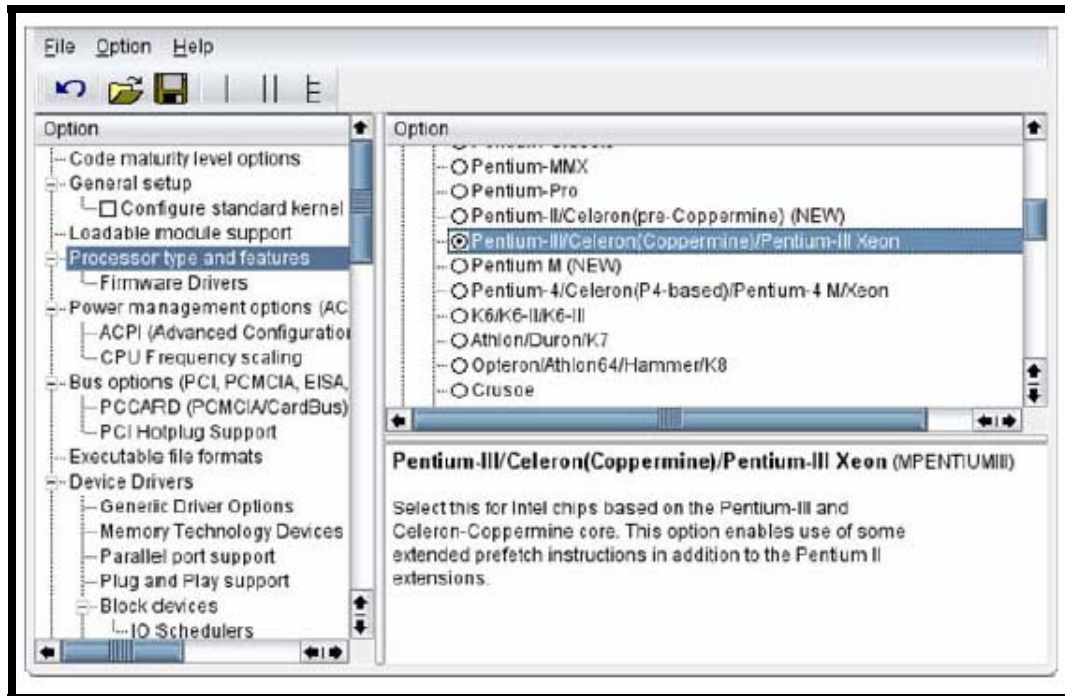 File Option Help
Option
Code maturity level options
General setup
Configure standard kernel
Loadable module support
Processor type and features
Firmware Drivers
Power management options (AC
ACPI (Advanced Configuration
CPU Frequency scaling
Bus options (PCI, PCMCIA, EISA,
PCCARD (PCMCIA/CardBus)
PCI Hotplug Support
Executable file formats
Device Drivers
Generic Driver Options
Memory Technology Devices
Parallel port support
Plug and Play support
Block devices
IO Schedulers
Option
Pentium-MMX
Pentium-Pro
Pentium-II/Celeron(pre-Coppermine) (NEW)
Pentium-III/Celeron(Coppermine)/Pentium-III Xeon
Pentium M (NEW)
Pentium-4/Celeron(P4-based)/Pentium-4 M/Xeon
K6/K6-II/K6-III
Athlon/Duron/K7
Opteron/Athlon64/Hammer/K8
Crusoe
Pentium-III/Celeron(Coppermine)/Pentium-III Xeon (MPENTIUMIII)
Select this for Intel chips based on the Pentium-III and
Celeron-Coppermine core. This option enables use of some
extended prefetch instructions in addition to the Pentium II
extensions.